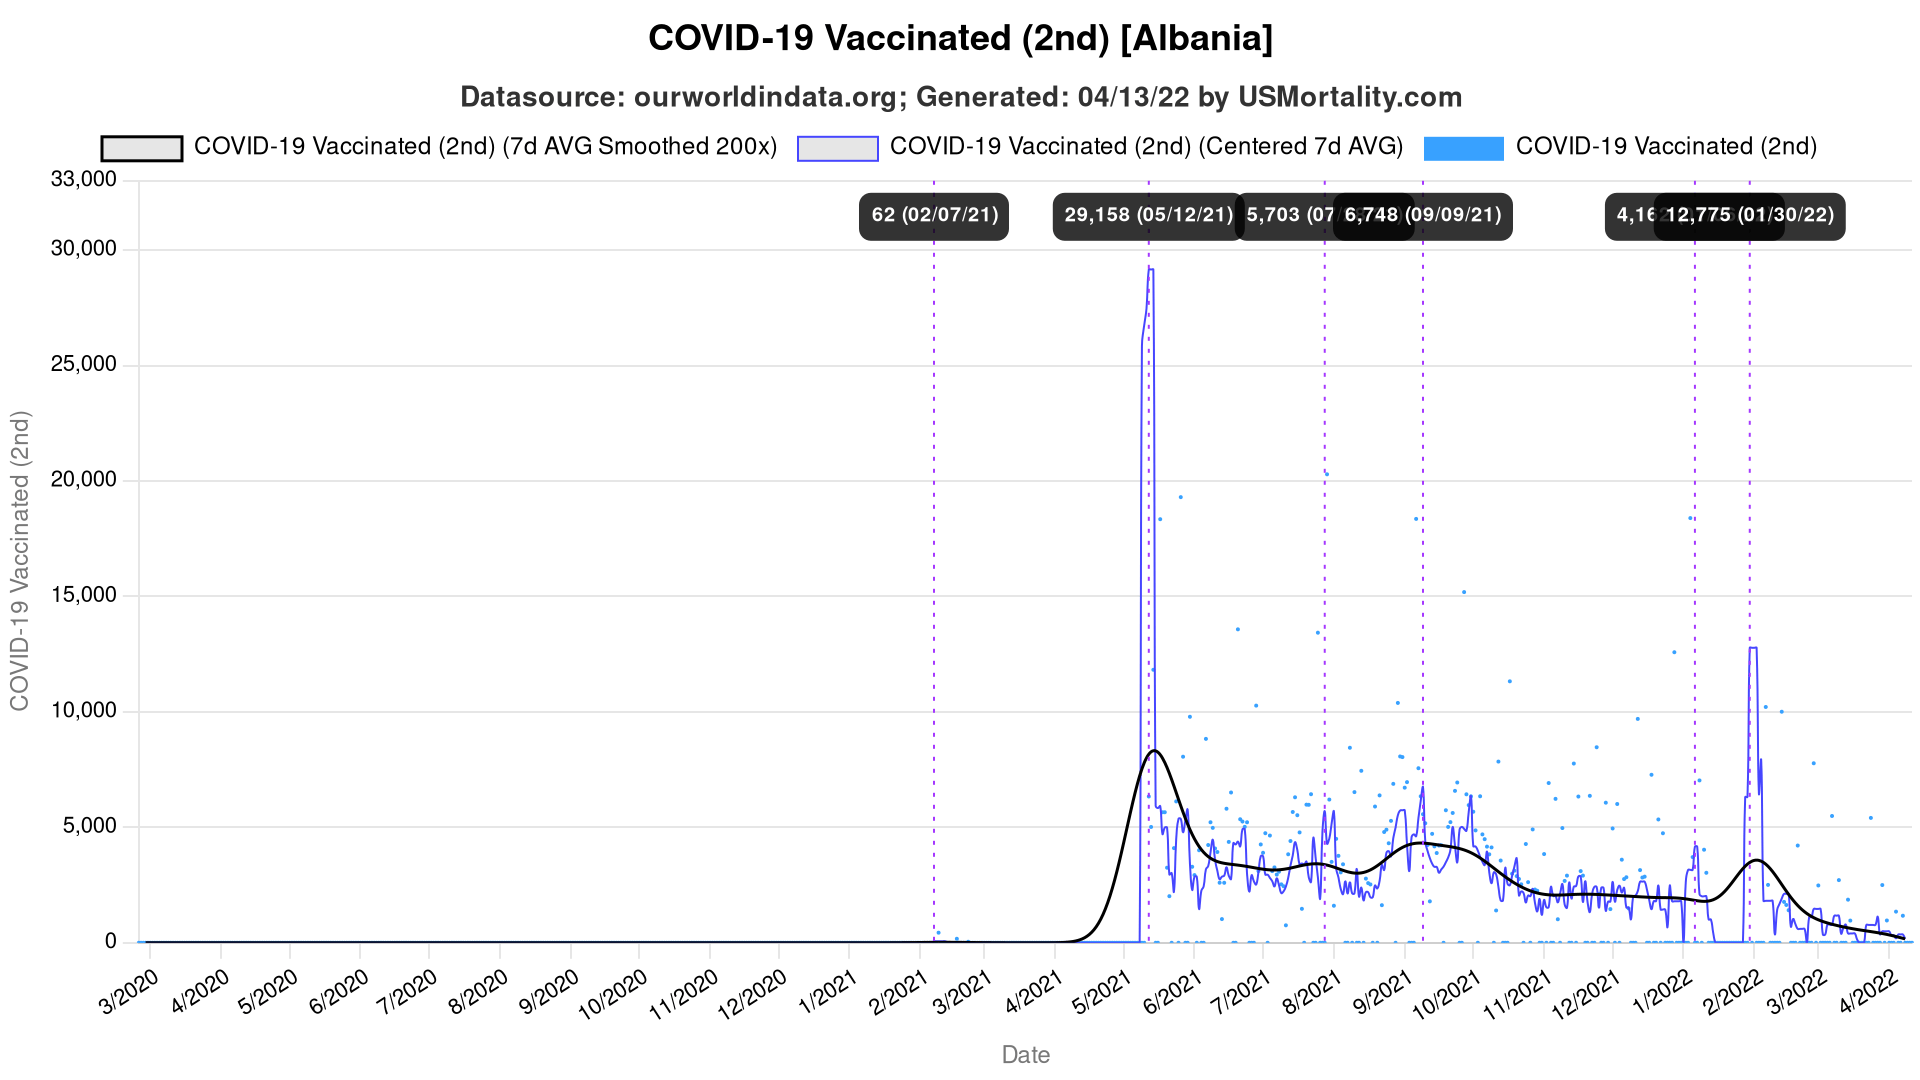 COVID-19 Vaccinated (2nd) [Albania]
Datasource: ourworldindata.org; Generated: 04/13/22 by USMortality.com
COVID-19 Vaccinated (2nd) (7d AVG Smoothed 200x) COVID-19 Vaccinated (2nd) (Centered 7d AVG) COVID-19 Vaccinated (2nd)
62 (02/07/21) 29,158 (05/12/21) 5,703 6,748 (09/09/21) 12,775 (01/30/22)
33,000
30,000
25,000
20,000
15,000
10,000
5,000
0
COVID-19 Vaccinated (2nd)
3/2020 4/2020 5/2020 6/2020 7/2020 8/2020 9/2020 10/2020 11/2020 12/2020 1/2021 2/2021 3/2021 4/2021 5/2021 6/2021 7/2021 8/2021 9/2021 10/2021 11/2021 12/2021 1/2022 2/2022 3/2022 4/2022
Date